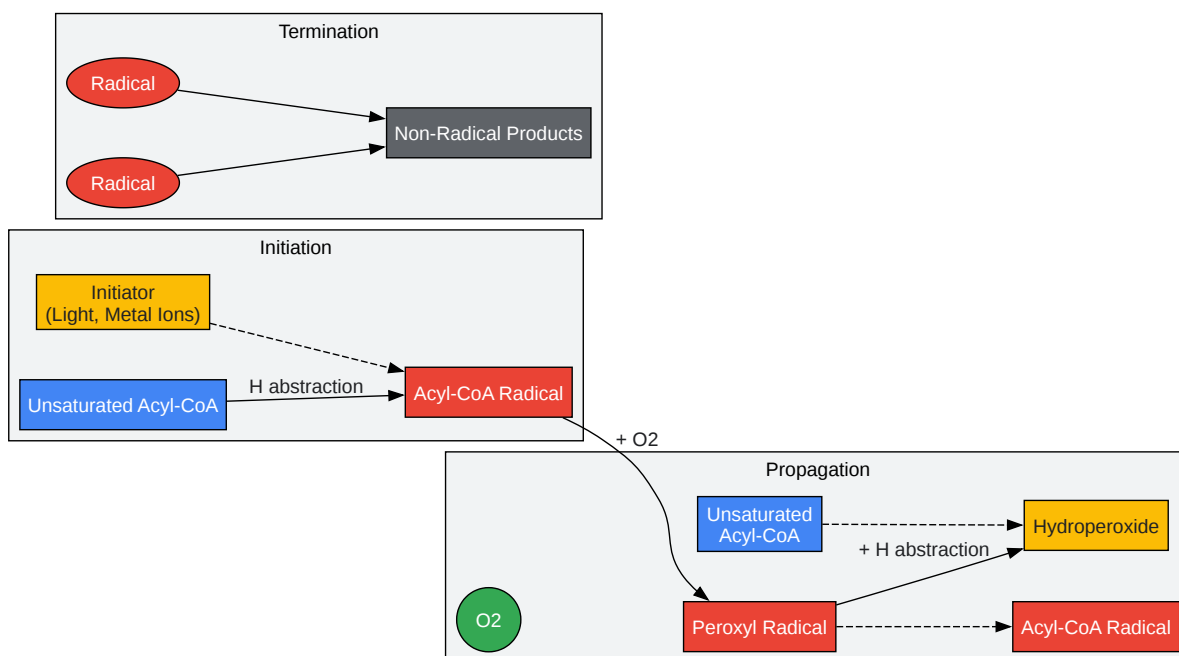 Termination
Radical
Non-Radical Products
Radical
Initiation
Initiator
(Light, Metal Ions)
Unsaturated Acyl-CoA
H abstraction
Acyl-CoA Radical
+ O2
Propagation
Unsaturated
Acyl-CoA
Hydroperoxide
+ H abstraction
O2
Peroxyl Radical
Acyl-CoA Radical